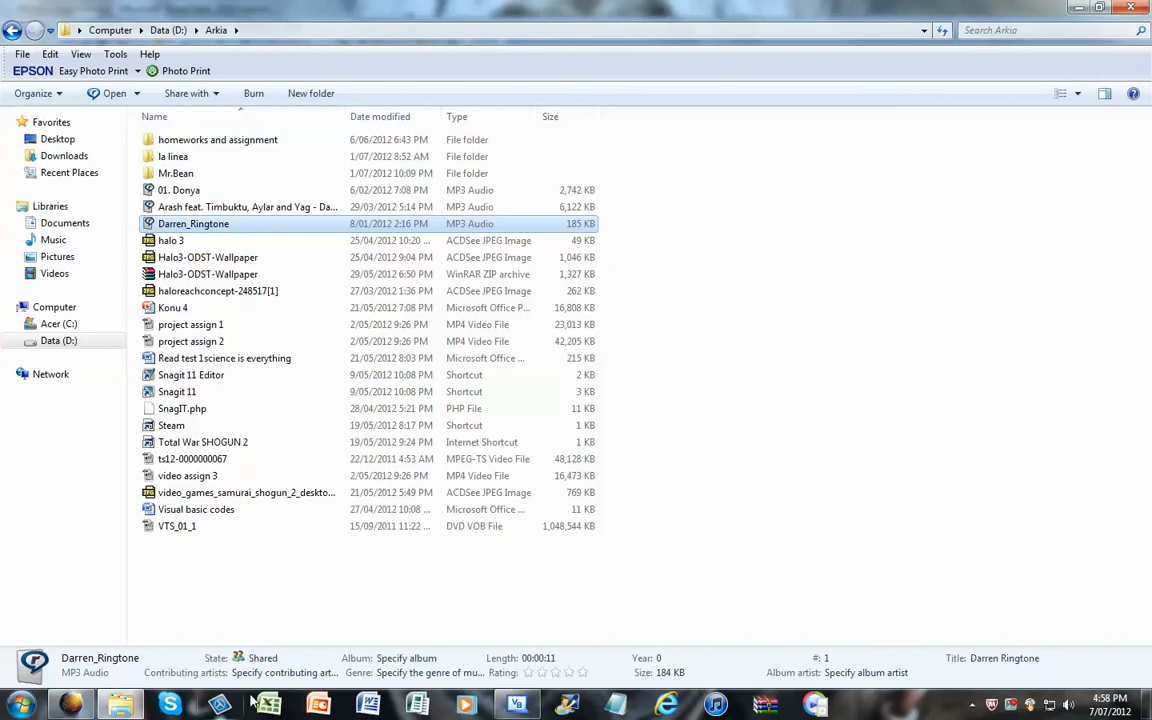 Computer Data (D:) Arkia Search Arkia
File Edit View Tools Help
EPSON Easy Photo Print Photo Print
Organize Open Share with Burn New folder
Name Date modified Type Size
Favorites
Desktop
Downloads
Recent Places
Libraries
Documents
Music
Pictures
Videos
Computer
Acer (C:)
Data (D:)
Network
homeworks and assignment 6/06/2012 6:43 PM File folder
la linea 1/07/2012 8:52 AM File folder
Mr.Bean 1/07/2012 10:09 PM File folder
01. Donya 6/02/2012 7:08 PM MP3 Audio 2,742 KB
Arash feat. Timbuktu, Aylar and Yag - Da... 29/03/2012 5:14 PM MP3 Audio 6,122 KB
Darren_Ringtone 8/01/2012 2:16 PM MP3 Audio 185 KB
halo 3 25/04/2012 10:20 ... ACDSee JPEG Image 49 KB
Halo3-ODST-Wallpaper 25/04/2012 9:04 PM ACDSee JPEG Image 1,046 KB
Halo3-ODST-Wallpaper 29/05/2012 6:50 PM WinRAR ZIP archive 1,327 KB
haloreachconcept-248517[1] 27/03/2012 1:36 PM ACDSee JPEG Image 262 KB
Konu 4 21/05/2012 7:08 PM Microsoft Office P... 16,808 KB
project assign 1 2/05/2012 9:26 PM MP4 Video File 23,013 KB
project assign 2 2/05/2012 9:26 PM MP4 Video File 42,205 KB
Read test 1science is everything 21/05/2012 8:03 PM Microsoft Office ... 215 KB
Snagit 11 Editor 9/05/2012 10:08 PM Shortcut 2 KB
Snagit 11 9/05/2012 10:08 PM Shortcut 3 KB
SnagIT.php 28/04/2012 5:21 PM PHP File 11 KB
Steam 19/05/2012 8:17 PM Shortcut 1 KB
Total War SHOGUN 2 19/05/2012 9:24 PM Internet Shortcut 1 KB
ts12-0000000067 22/12/2011 4:53 AM MPEG-TS Video File 48,128 KB
video assign 3 2/05/2012 9:26 PM MP4 Video File 16,473 KB
video_games_samurai_shogun_2_deskto... 21/05/2012 5:49 PM ACDSee JPEG Image 769 KB
Visual basic codes 27/04/2012 10:08 ... Microsoft Office ... 11 KB
VTS_01_1 15/09/2011 11:22 ... DVD VOB File 1,048,544 KB
Darren_Ringtone State: Shared Album: Specify album Length: 00:00:11 Year: 0 #: 1 Title: Darren Ringtone
MP3 Audio Contributing artists: Specify contributing art... Genre: Specify the genre of mu... Rating: Size: 184 KB Album artist: Specify album artist
4:58 PM
7/07/2012